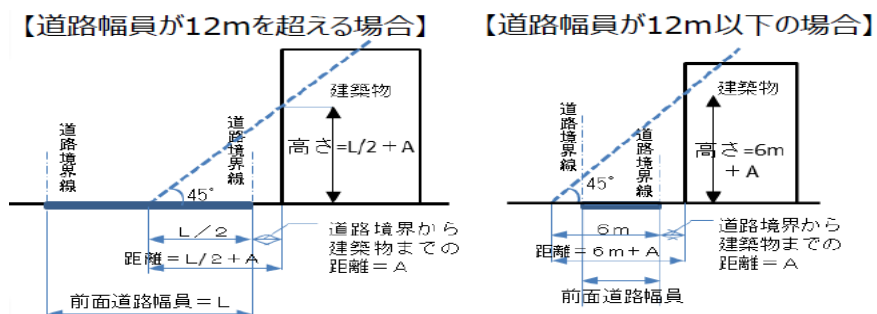 【道路幅員が12mを超える場合】
建築物
道路境界線
道路境界線
高さ=L/2+A
45°
L/2
道路境界から
建築物までの
距離=A
距離=L/2+A
前面道路幅員=L
【道路幅員が12m以下の場合】
建築物
道路境界線
道路境界線
高さ=6m
+A
45°
6m
道路境界から
建築物までの
距離=A
距離=6m+A
前面道路幅員